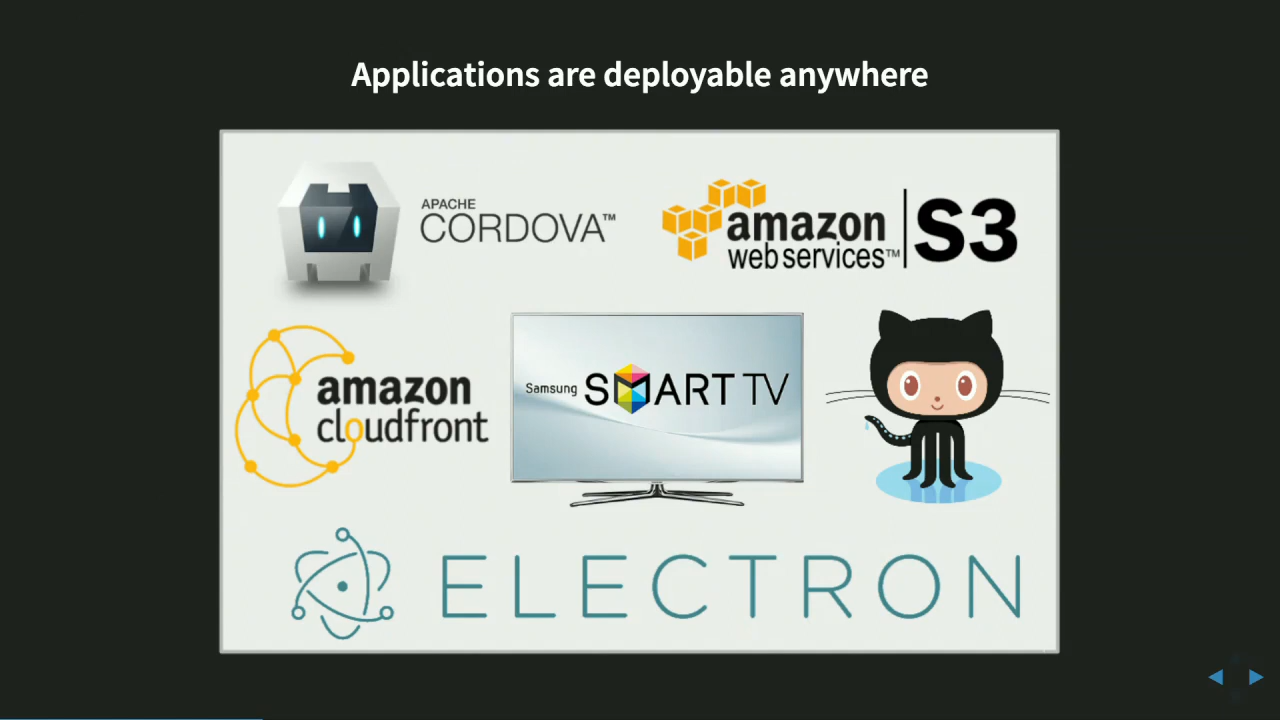 Applications are deployable anywhere
APACHE
CORDOVA™
amazon
web services™
S3
amazon
cloudfront
Samsung SMART TV
ELECTRON